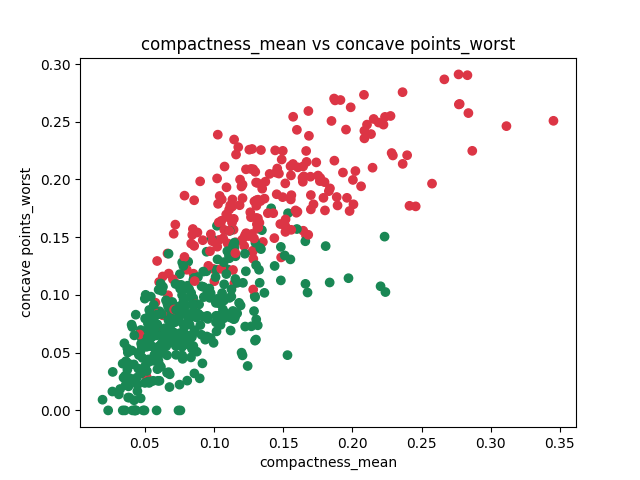 compactness_mean vs concave points_worst
concave points_worst
0.30
0.25
0.20
0.15
0.10
0.05
0.00
0.05 0.10 0.15 0.20 0.25 0.30 0.35
compactness_mean